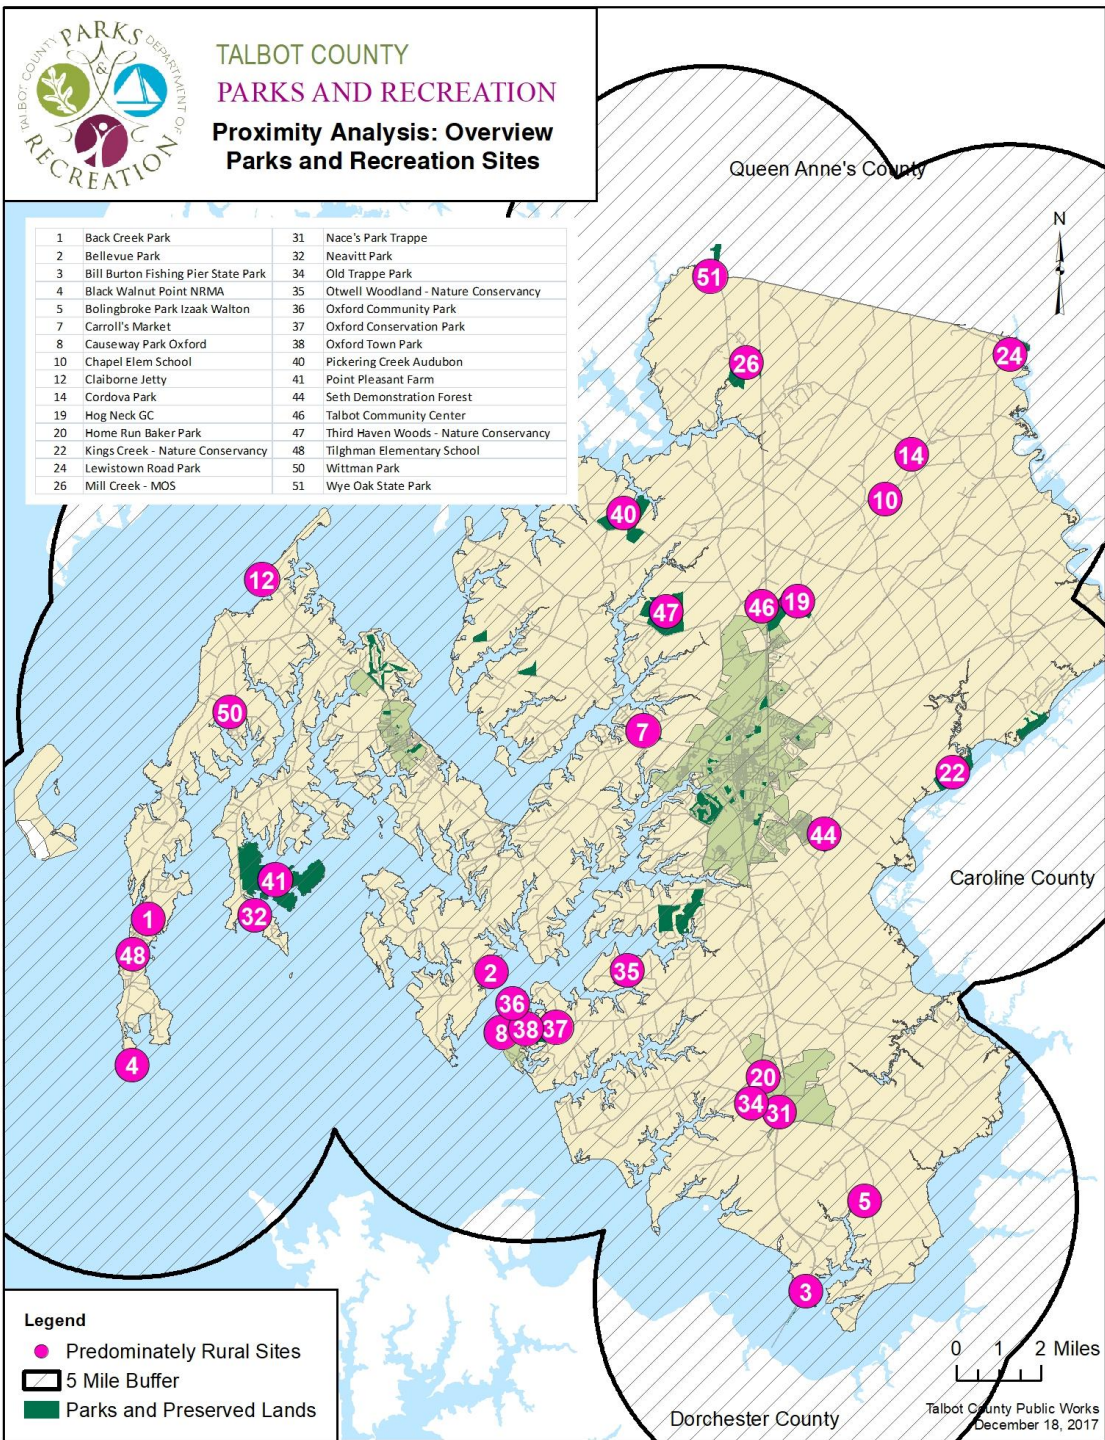 TALBOT COUNTY PARKS & RECREATION DEPARTMENT OF
TALBOT COUNTY
PARKS AND RECREATION
Proximity Analysis: Overview
Parks and Recreation Sites
1 Back Creek Park 31 Nace's Park Trappe
2 Bellevue Park 32 Neavitt Park
3 Bill Burton Fishing Pier State Park 34 Old Trappe Park
4 Black Walnut Point NRMA 35 Otwell Woodland - Nature Conservancy
5 Bolingbroke Park Izaak Walton 36 Oxford Community Park
7 Carroll's Market 37 Oxford Conservation Park
8 Causeway Park Oxford 38 Oxford Town Park
10 Chapel Elem School 40 Pickering Creek Audubon
12 Claiborne Jetty 41 Point Pleasant Farm
14 Cordova Park 44 Seth Demonstration Forest
19 Hog Neck GC 46 Talbot Community Center
20 Home Run Baker Park 47 Third Haven Woods - Nature Conservancy
22 Kings Creek - Nature Conservancy 48 Tilghman Elementary School
24 Lewistown Road Park 50 Wittman Park
26 Mill Creek - MOS 51 Wye Oak State Park
Queen Anne's County
N
51
24
26
14
10
40
12
46 19
47
50
7
22
44
Caroline County
41
32
1
48
2
35
36
8 38 37
4
20
34 31
5
3
Legend
Predominately Rural Sites
5 Mile Buffer
Parks and Preserved Lands
0 1 2 Miles
Dorchester County
Talbot County Public Works
December 18, 2017